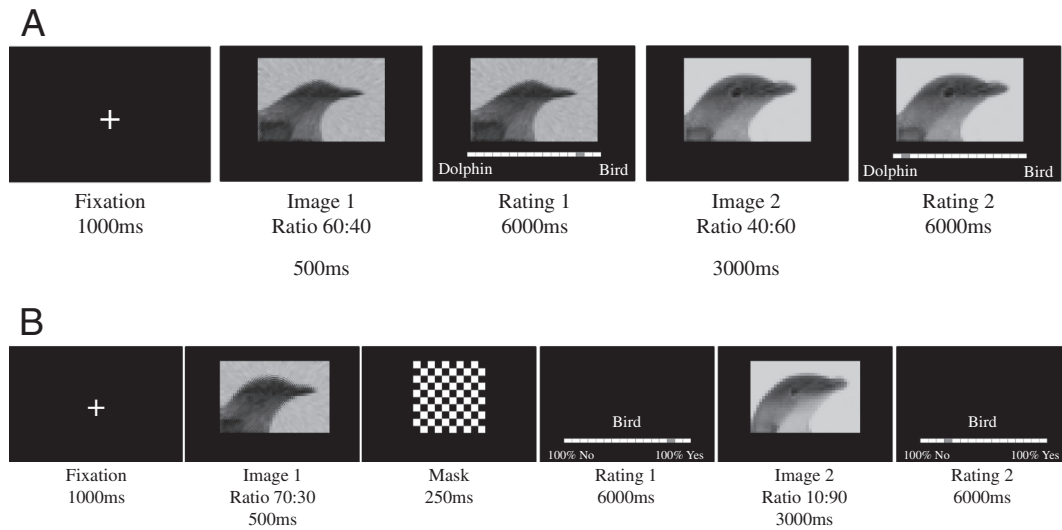 A
Dolphin Bird
Dolphin Bird
Fixation
1000ms
Image 1
Ratio 60:40
500ms
Rating 1
6000ms
Image 2
Ratio 40:60
3000ms
Rating 2
6000ms
B
Bird
100% No 100% Yes
Bird
100% No 100% Yes
Fixation
1000ms
Image 1
Ratio 70:30
500ms
Mask
250ms
Rating 1
6000ms
Image 2
Ratio 10:90
3000ms
Rating 2
6000ms